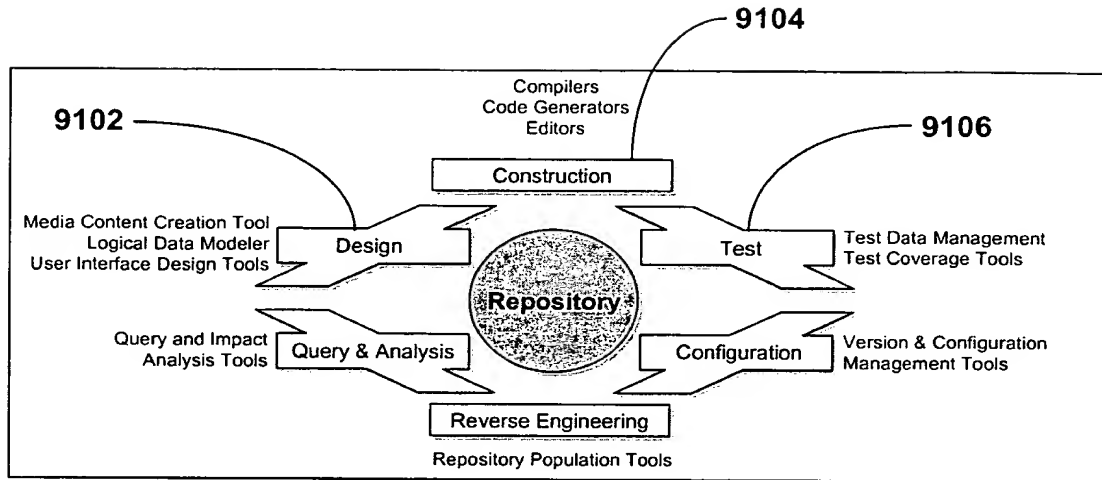 9104
Compilers
Code Generators
Editors
9102
9106
Construction
Media Content Creation Tool
Logical Data Modeler
User Interface Design Tools
Design
Test
Test Data Management
Test Coverage Tools
Repository
Query and Impact
Analysis Tools
Query & Analysis
Configuration
Version & Configuration
Management Tools
Reverse Engineering
Repository Population Tools